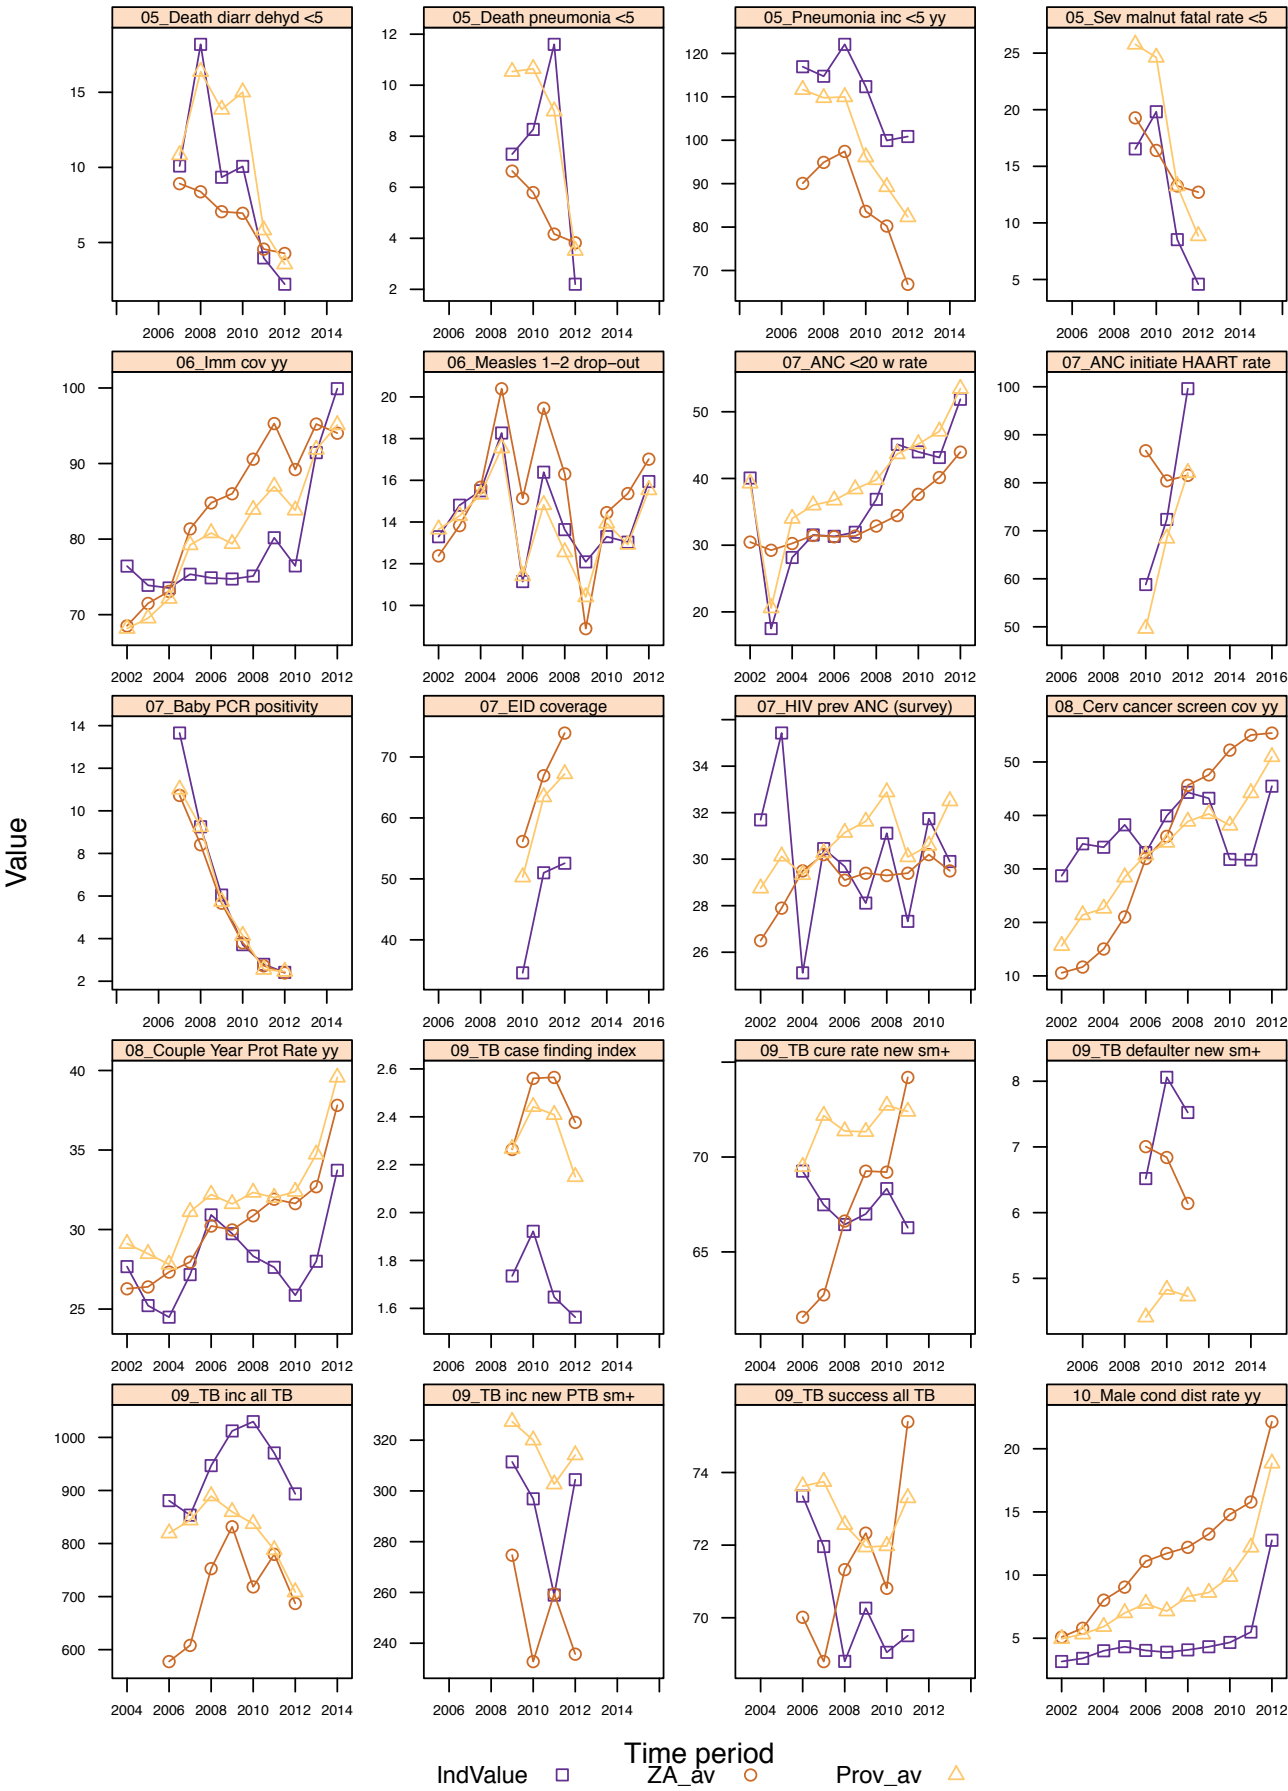 05_Death diarr dehyd <5 05_Death pneumonia <5 05_Pneumonia inc <5 yy 05_Sev malnut fatal rate <5
15 10 5
12 10 8 6 4 2
120 110 100 90 80 70
25 20 15 10 5
2006 2008 2010 2012 2014 2006 2008 2010 2012 2014 2006 2008 2010 2012 2014 2006 2008 2010 2012 2014
06_Imm cov yy 06_Measles 1−2 drop−out 07_ANC <20 w rate 07_ANC initiate HAART rate
100 90 80 70
20 18 16 14 12 10
50 40 30 20
100 90 80 70 60 50
2002 2004 2006 2008 2010 2012 2002 2004 2006 2008 2010 2012 2002 2004 2006 2008 2010 2012 2006 2008 2010 2012 2014 2016
07_Baby PCR positivity 07_EID coverage 07_HIV prev ANC (survey) 08_Cerv cancer screen cov yy
14 12 10 8 6 4 2
70 60 50 40
34 32 30 28 26
50 40 30 20 10
2006 2008 2010 2012 2014 2006 2008 2010 2012 2014 2016 2002 2004 2006 2008 2010 2002 2004 2006 2008 2010 2012
Value
08_Couple Year Prot Rate yy 09_TB case finding index 09_TB cure rate new sm+ 09_TB defaulter new sm+
40 35 30 25
2.6 2.4 2.2 2.0 1.8 1.6
70 65
8 7 6 5
2002 2004 2006 2008 2010 2012 2006 2008 2010 2012 2014 2004 2006 2008 2010 2012 2006 2008 2010 2012 2014
09_TB inc all TB 09_TB inc new PTB sm+ 09_TB success all TB 10_Male cond dist rate yy
1000 900 800 700 600
320 300 280 260 240
74 72 70
20 15 10 5
2004 2006 2008 2010 2012 2014 2006 2008 2010 2012 2014 2004 2006 2008 2010 2012 2002 2004 2006 2008 2010 2012
Time period
IndValue ZA_av Prov_av